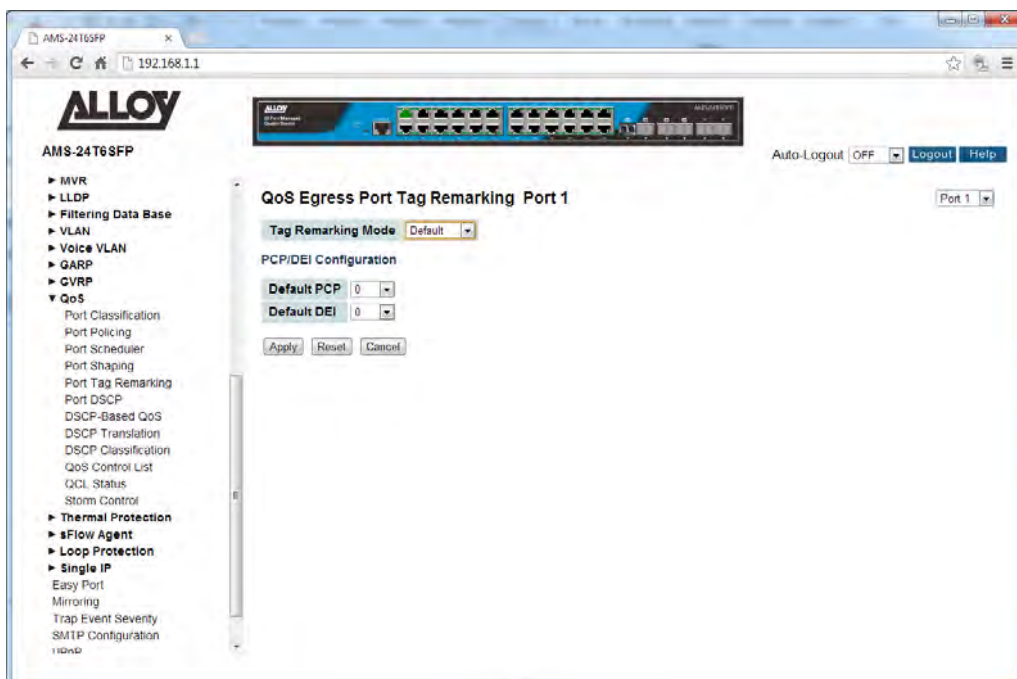 AMS-24T6SFP
192.168.1.1
ALLOY
ALLOY
AMS-24T6SFP
Auto-Logout OFF Logout Help
► MVR
► LLDP
► Filtering Data Base
► VLAN
► Voice VLAN
► GARP
► GVRP
▼ QoS
Port Classification
Port Policing
Port Scheduler
Port Shaping
Port Tag Remarking
Port DSCP
DSCP-Based QoS
DSCP Translation
DSCP Classification
QoS Control List
QCL Status
Storm Control
► Thermal Protection
► sFlow Agent
► Loop Protection
► Single IP
Easy Port
Mirroring
Trap Event Severity
SMTP Configuration
UPnP
QoS Egress Port Tag Remarking Port 1
Port 1
Tag Remarking Mode Default
PCP/DEI Configuration
Default PCP 0
Default DEI 0
Apply Reset Cancel